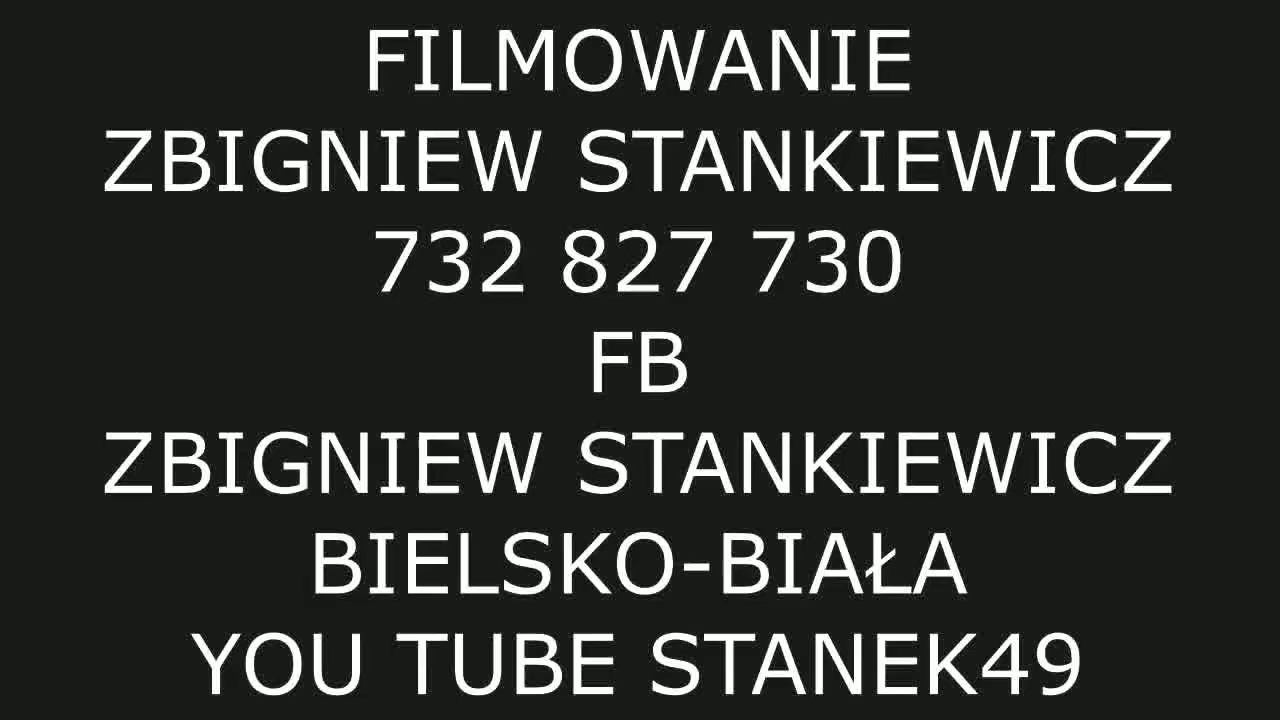 FILMOWANIE
ZBIGNIEW STANKIEWICZ
732 827 730
FB
ZBIGNIEW STANKIEWICZ
BIELSKO-BIAŁA
YOU TUBE STANEK49